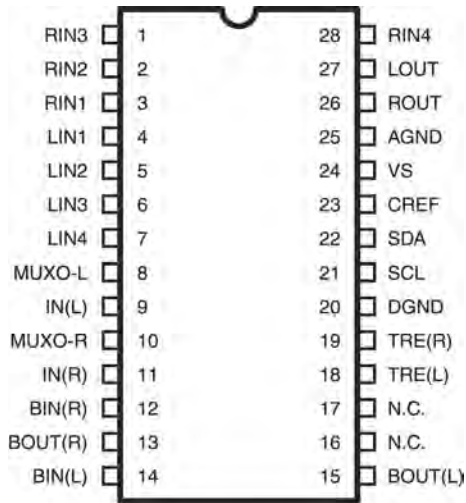 RIN3 1 28 RIN4
RIN2 2 27 LOUT
RIN1 3 26 ROUT
LIN1 4 25 AGND
LIN2 5 24 VS
LIN3 6 23 CREF
LIN4 7 22 SDA
MUXO-L 8 21 SCL
IN(L) 9 20 DGND
MUXO-R 10 19 TRE(R)
IN(R) 11 18 TRE(L)
BIN(R) 12 17 N.C.
BOUT(R) 13 16 N.C.
BIN(L) 14 15 BOUT(L)